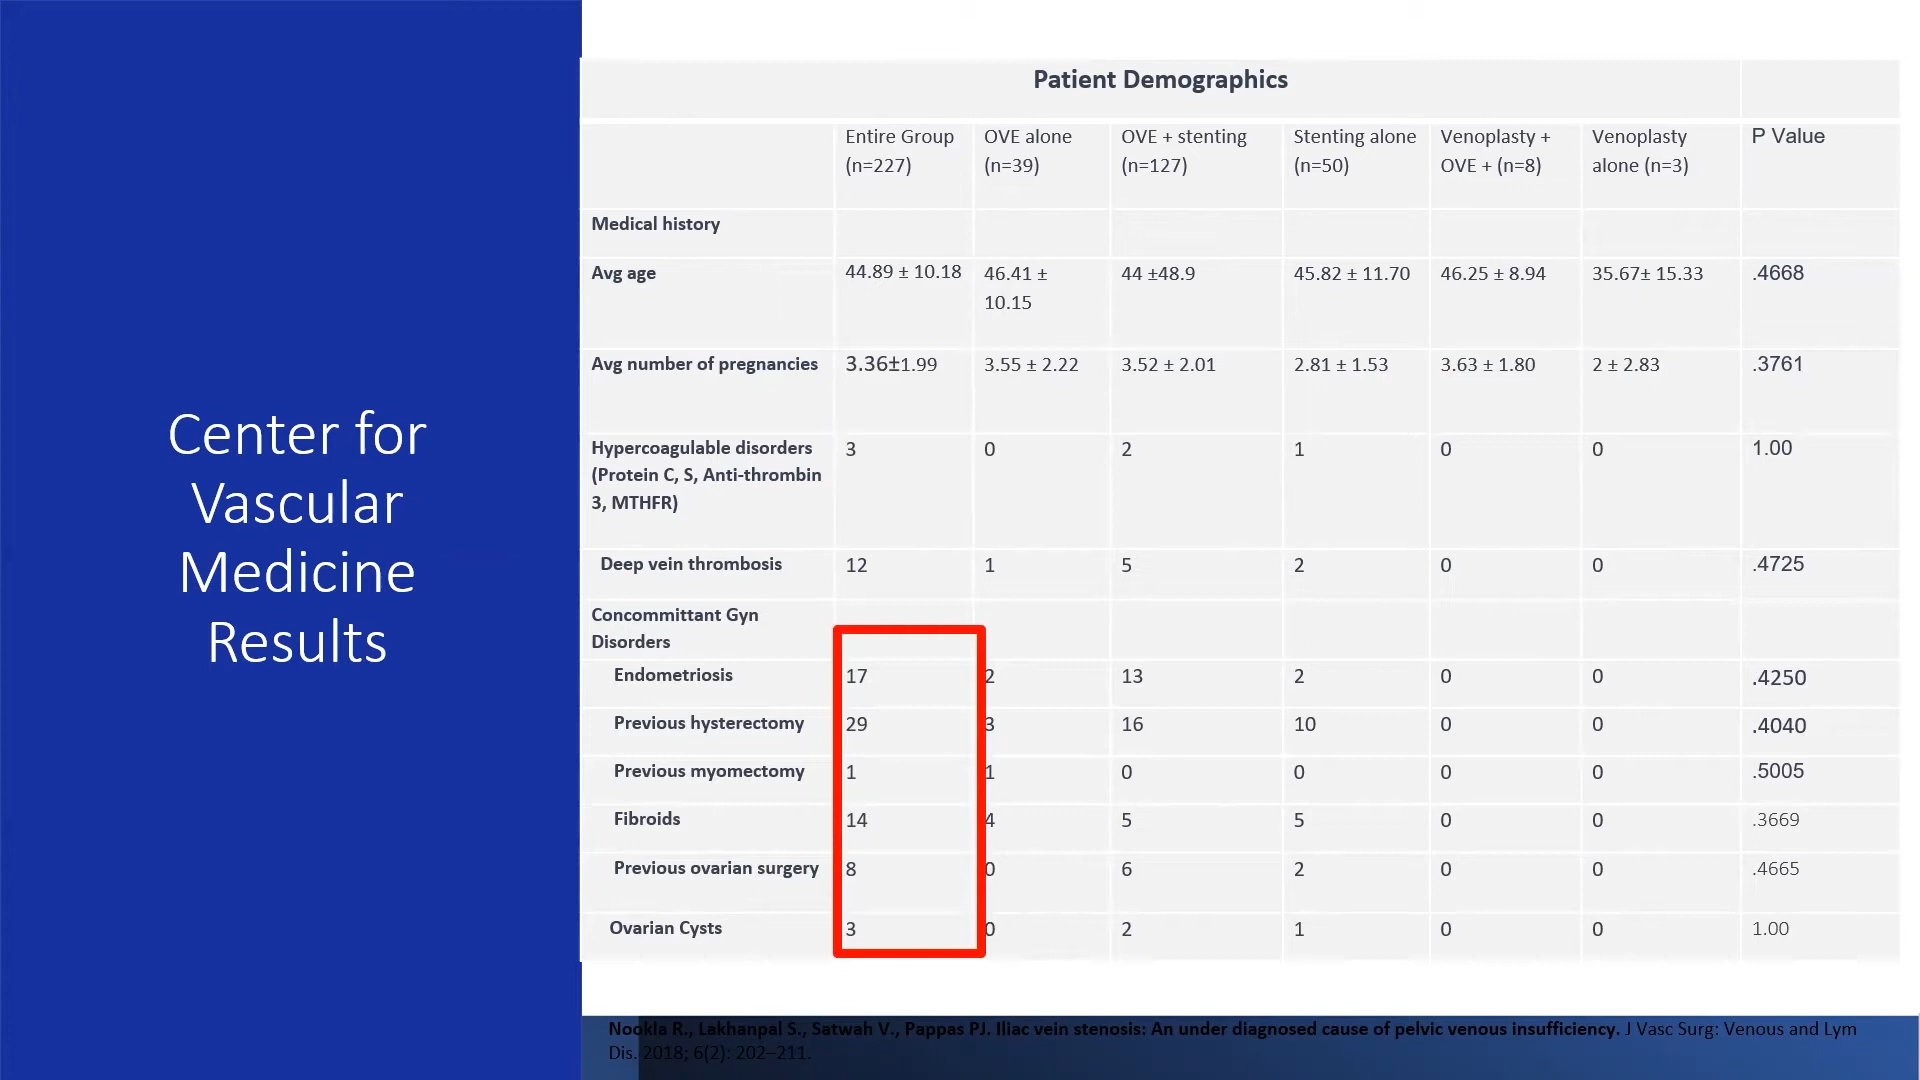 Center for
Vascular
Medicine
Results
Patient Demographics
Entire Group (n=227) OVE alone (n=39) OVE + stenting (n=127) Stenting alone (n=50) Venoplasty + OVE + (n=8) Venoplasty alone (n=3) P Value
Medical history
Avg age 44.89 ± 10.18 46.41 ± 10.15 44 ±48.9 45.82 ± 11.70 46.25 ± 8.94 35.67± 15.33 .4668
Avg number of pregnancies 3.36±1.99 3.55 ± 2.22 3.52 ± 2.01 2.81 ± 1.53 3.63 ± 1.80 2 ± 2.83 .3761
Hypercoagulable disorders (Protein C, S, Anti-thrombin 3, MTHFR) 3 0 2 1 0 0 1.00
Deep vein thrombosis 12 1 5 2 0 0 .4725
Concommittant Gyn Disorders
Endometriosis 17 2 13 2 0 0 .4250
Previous hysterectomy 29 3 16 10 0 0 .4040
Previous myomectomy 1 1 0 0 0 0 .5005
Fibroids 14 4 5 5 0 0 .3669
Previous ovarian surgery 8 0 6 2 0 0 .4665
Ovarian Cysts 3 0 2 1 0 0 1.00
Nookla R., Lakhanpal S., Satwah V., Pappas PJ. Iliac vein stenosis: An under diagnosed cause of pelvic venous insufficiency. J Vasc Surg: Venous and Lym
Dis. 2018; 6(2): 202–211.